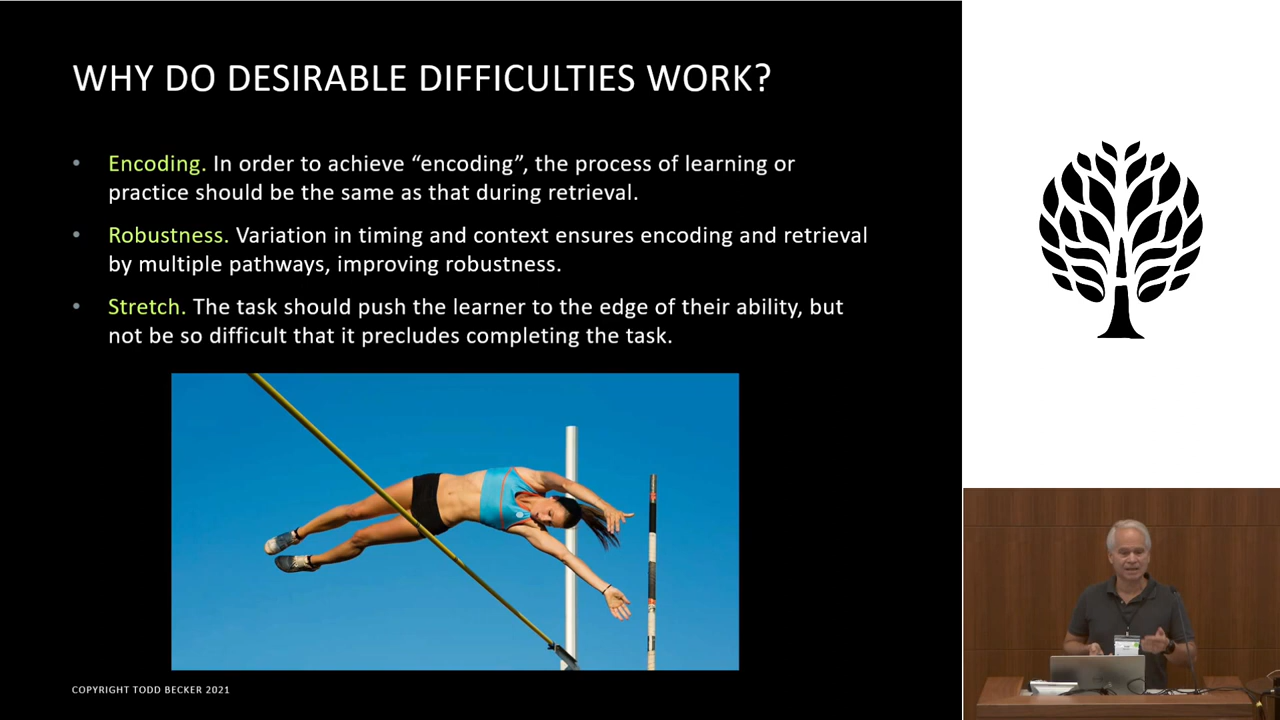 WHY DO DESIRABLE DIFFICULTIES WORK?
• Encoding. In order to achieve “encoding”, the process of learning or
practice should be the same as that during retrieval.
• Robustness. Variation in timing and context ensures encoding and retrieval
by multiple pathways, improving robustness.
• Stretch. The task should push the learner to the edge of their ability, but
not be so difficult that it precludes completing the task.
COPYRIGHT TODD BECKER 2021